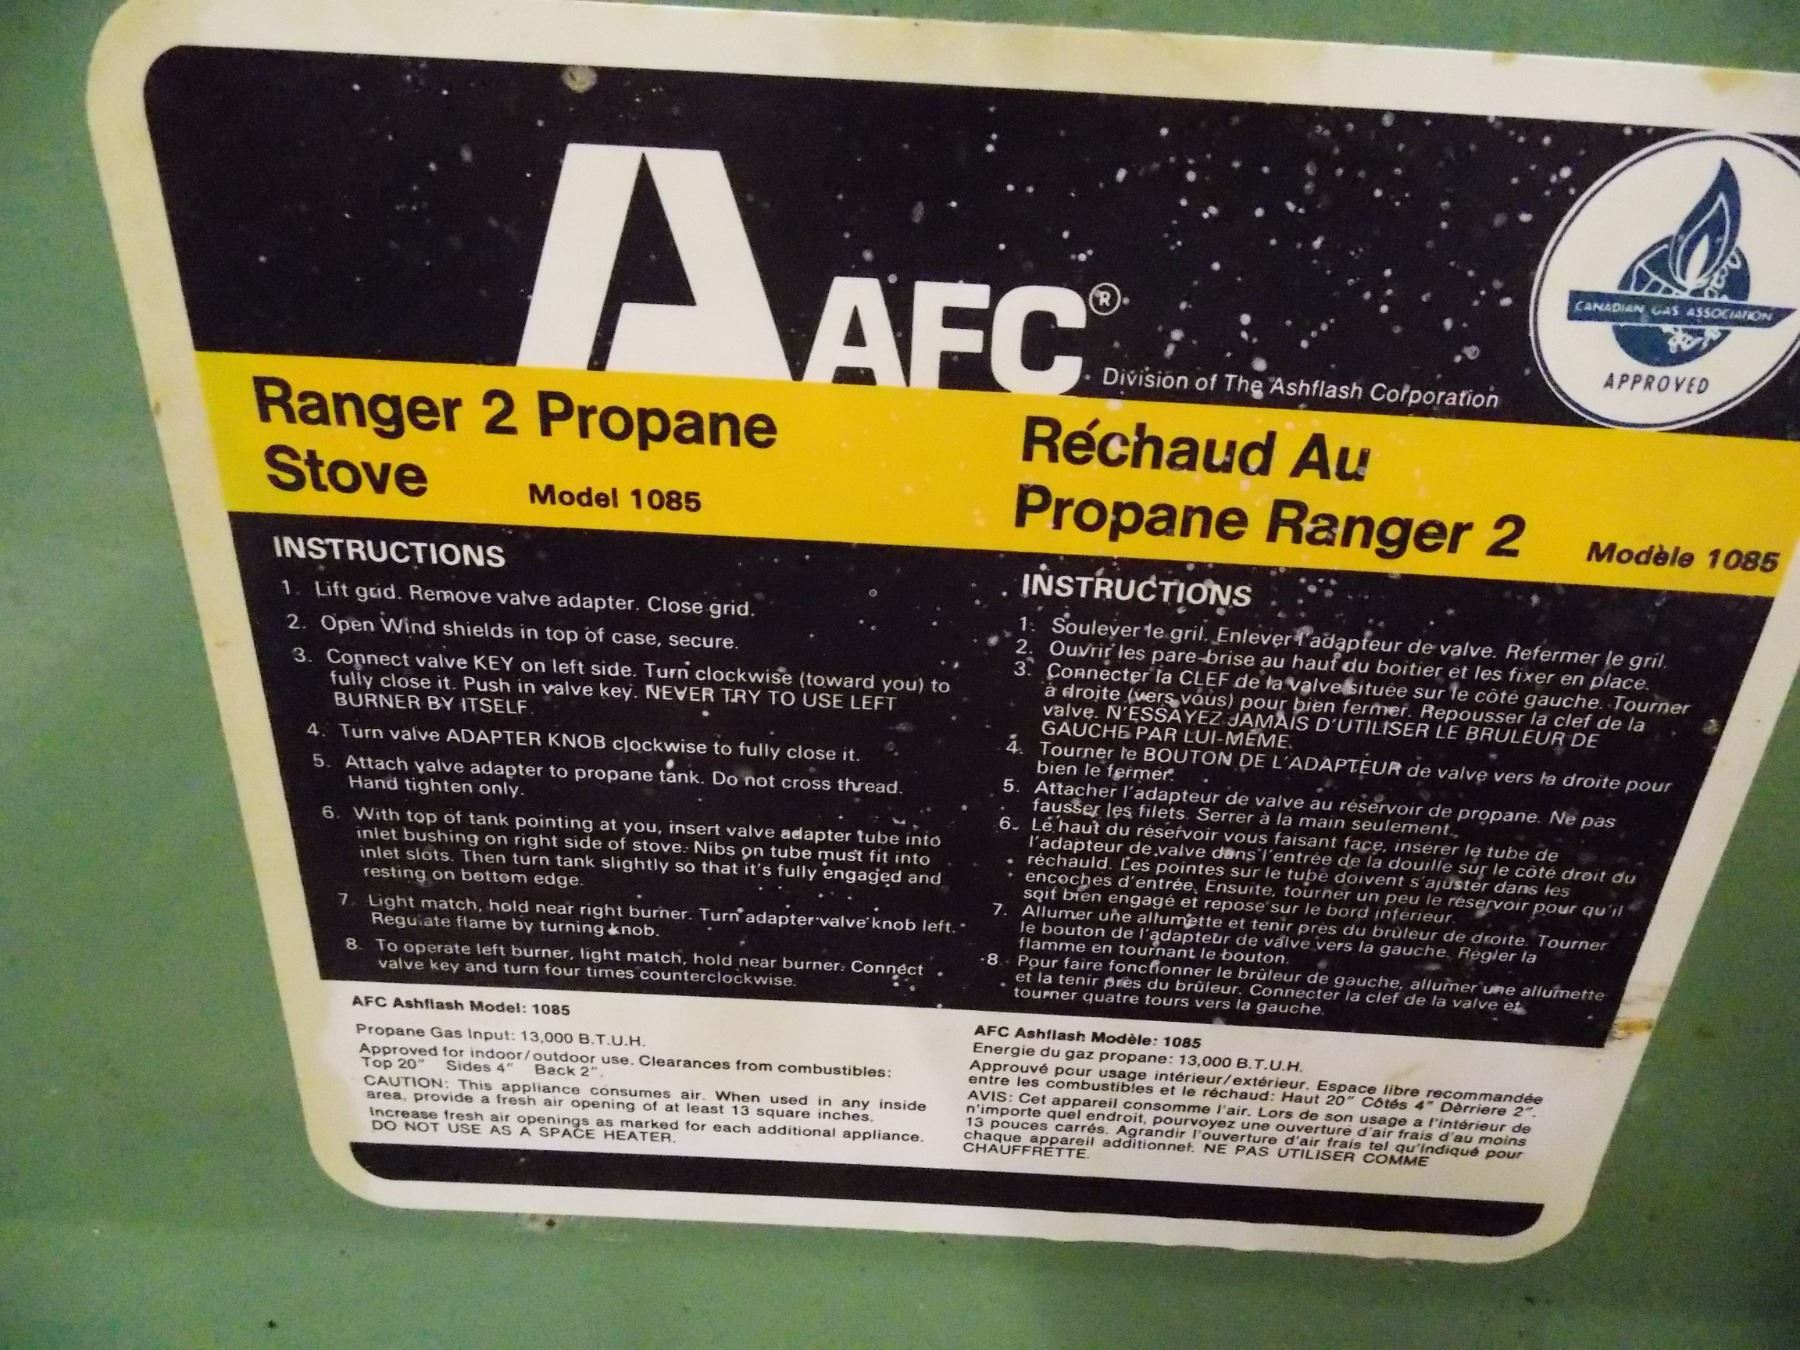 AFC®
Division of The Ashflash Corporation
CANADIAN GAS ASSOCIATION
APPROVED
Ranger 2 Propane
Stove Model 1085
INSTRUCTIONS
1. Lift grid. Remove valve adapter. Close grid.
2. Open Wind shields in top of case, secure.
3. Connect valve KEY on left side. Turn clockwise (toward you) to
fully close it. Push in valve key. NEVER TRY TO USE LEFT
BURNER BY ITSELF.
4. Turn valve ADAPTER KNOB clockwise to fully close it.
5. Attach valve adapter to propane tank. Do not cross thread.
Hand tighten only.
6. With top of tank pointing at you, insert valve adapter tube into
inlet bushing on right side of stove. Nibs on tube must fit into
inlet slots. Then turn tank slightly so that it's fully engaged and
resting on bottom edge.
7. Light match, hold near right burner. Turn adapter valve knob left.
Regulate flame by turning knob.
8. To operate left burner, light match, hold near burner. Connect
valve key and turn four times counterclockwise.
AFC Ashflash Model: 1085
Propane Gas Input: 13,000 B.T.U.H.
Approved for indoor/outdoor use. Clearances from combustibles:
Top 20" Sides 4" Back 2".
CAUTION: This appliance consumes air. When used in any inside
area, provide a fresh air opening of at least 13 square inches.
Increase fresh air openings as marked for each additional appliance.
DO NOT USE AS A SPACE HEATER.
Réchaud Au
Propane Ranger 2 Modèle 1085
INSTRUCTIONS
1. Soulever le gril. Enlever l'adapteur de valve. Refermer le gril.
2. Ouvrir les pare-brise au haut du boitier et les fixer en place.
3. Connecter la CLEF de la valve située sur le côté gauche. Tourner
à droite (vers vous) pour bien fermer. Repousser la clef de la
valve. N'ESSAYEZ JAMAIS D'UTILISER LE BRULEUR DE
GAUCHE PAR LUI-MEME.
4. Tourner le BOUTON DE L'ADAPTEUR de valve vers la droite pour
bien le fermer.
5. Attacher l'adapteur de valve au réservoir de propane. Ne pas
fausser les filets. Serrer à la main seulement.
6. Le haut du réservoir vous faisant face, insérer le tube de
l'adapteur de valve dans l'entrée de la douille sur le côté droit du
réchauld. Les pointes sur le tube doivent s'ajuster dans les
encoches d'entrée. Ensuite, tourner un peu le réservoir pour qu'il
soit bien engagé et repose sur le bord inférieur.
7. Allumer une allumette et tenir près du brûleur de droite. Tourner
le bouton de l'adapteur de valve vers la gauche. Régler la
flamme en tournant le bouton.
8. Pour faire fonctionner le brûleur de gauche, allumer une allumette
et la tenir près du brûleur. Connecter la clef de la valve et
tourner quatre tours vers la gauche.
AFC Ashflash Modèle: 1085
Energie du gaz propane: 13,000 B.T.U.H.
Approuvé pour usage intérieur/extérieur. Espace libre recommandée
entre les combustibles et le réchaud: Haut 20" Côtés 4" Dèrriere 2".
AVIS: Cet appareil consomme l'air. Lors de son usage a l'intérieur de
n'importe quel endroit, pourvoyez une ouverture d'air frais d'au moins
13 pouces carrés. Agrandir l'ouverture d'air frais tel qu'indiqué pour
chaque appareil additionnel. NE PAS UTILISER COMME
CHAUFFRETTE.